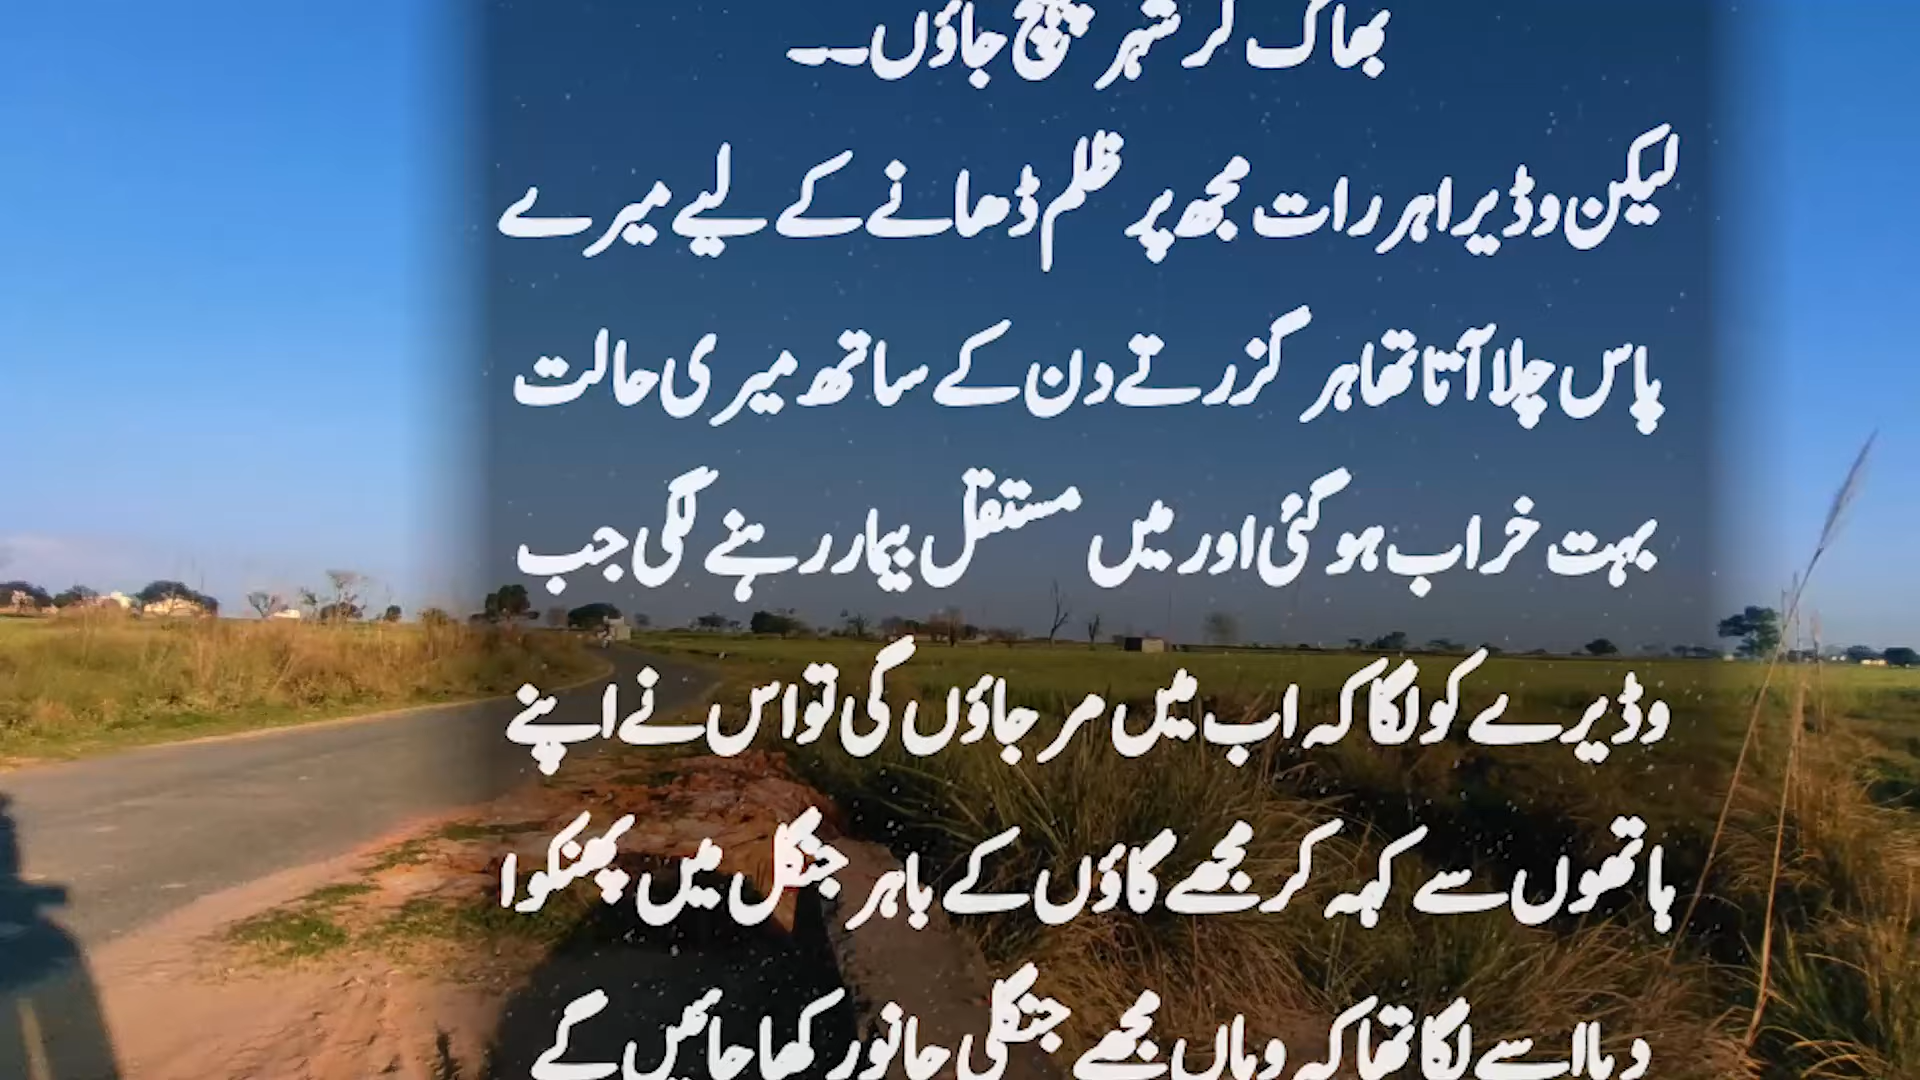 بھاگ کر شہر پہنچ جاؤں۔۔۔
لیکن وڈیرا ہر رات مجھ پر ظلم ڈھانے کے لیے میرے
پاس چلا آتا تھا ہر گزرتے دن کے ساتھ میری حالت
بہت خراب ہو گئی اور میں مستقل بیمار رہنے لگی جب
وڈیرے کو لگا کہ اب میں مر جاؤں گی تو اس نے اپنے
ہاتھوں سے کہہ کر مجھے گاؤں کے باہر جنگل میں پھنکوا
دیا اسے لگا تھا کہ وہاں مجھے جنگلی جانور کھا جائیں گے